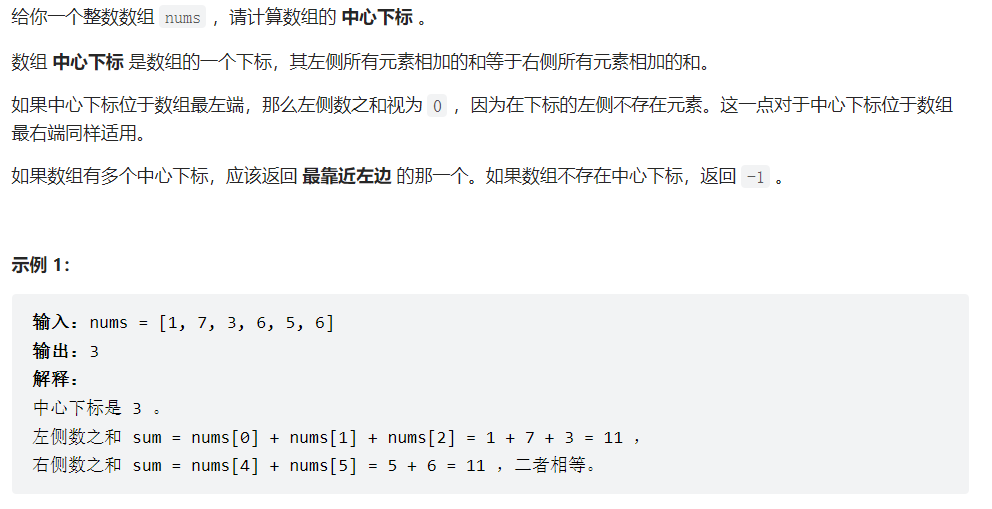 给你一个整数数组 nums ，请计算数组的 中心下标 。
数组 中心下标 是数组的一个下标，其左侧所有元素相加的和等于右侧所有元素相加的和。
如果中心下标位于数组最左端，那么左侧数之和视为 0 ，因为在下标的左侧不存在元素。这一点对于中心下标位于数组
最右端同样适用。
如果数组有多个中心下标，应该返回 最靠近左边 的那一个。如果数组不存在中心下标，返回 -1 。
示例 1：
输入：nums = [1, 7, 3, 6, 5, 6]
输出：3
解释：
中心下标是 3 。
左侧数之和 sum = nums[0] + nums[1] + nums[2] = 1 + 7 + 3 = 11 ，
右侧数之和 sum = nums[4] + nums[5] = 5 + 6 = 11 ，二者相等。